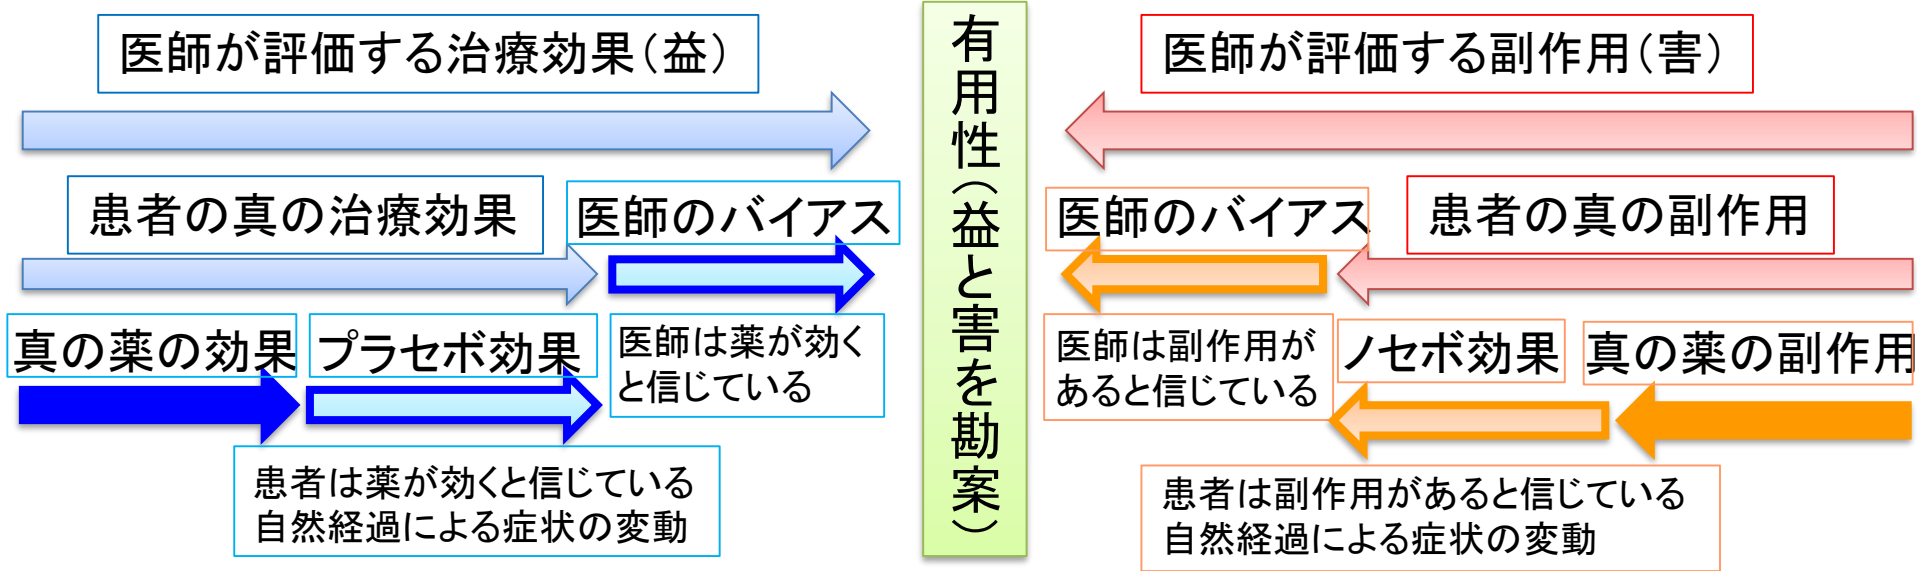 医師が評価する治療効果（益）
患者の真の治療効果
医師のバイアス
真の薬の効果
プラセボ効果
医師は薬が効く
と信じている
患者は薬が効くと信じている
自然経過による症状の変動
有用性（益と害を勘案）
医師が評価する副作用（害）
医師のバイアス
患者の真の副作用
医師は副作用が
あると信じている
ノセボ効果
真の薬の副作用
患者は副作用があると信じている
自然経過による症状の変動